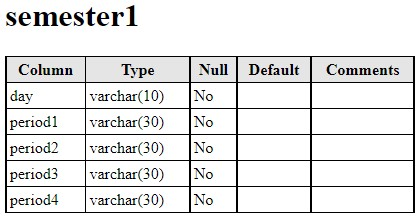 semester1
Column Type Null Default Comments
day varchar(10) No
period1 varchar(30) No
period2 varchar(30) No
period3 varchar(30) No
period4 varchar(30) No